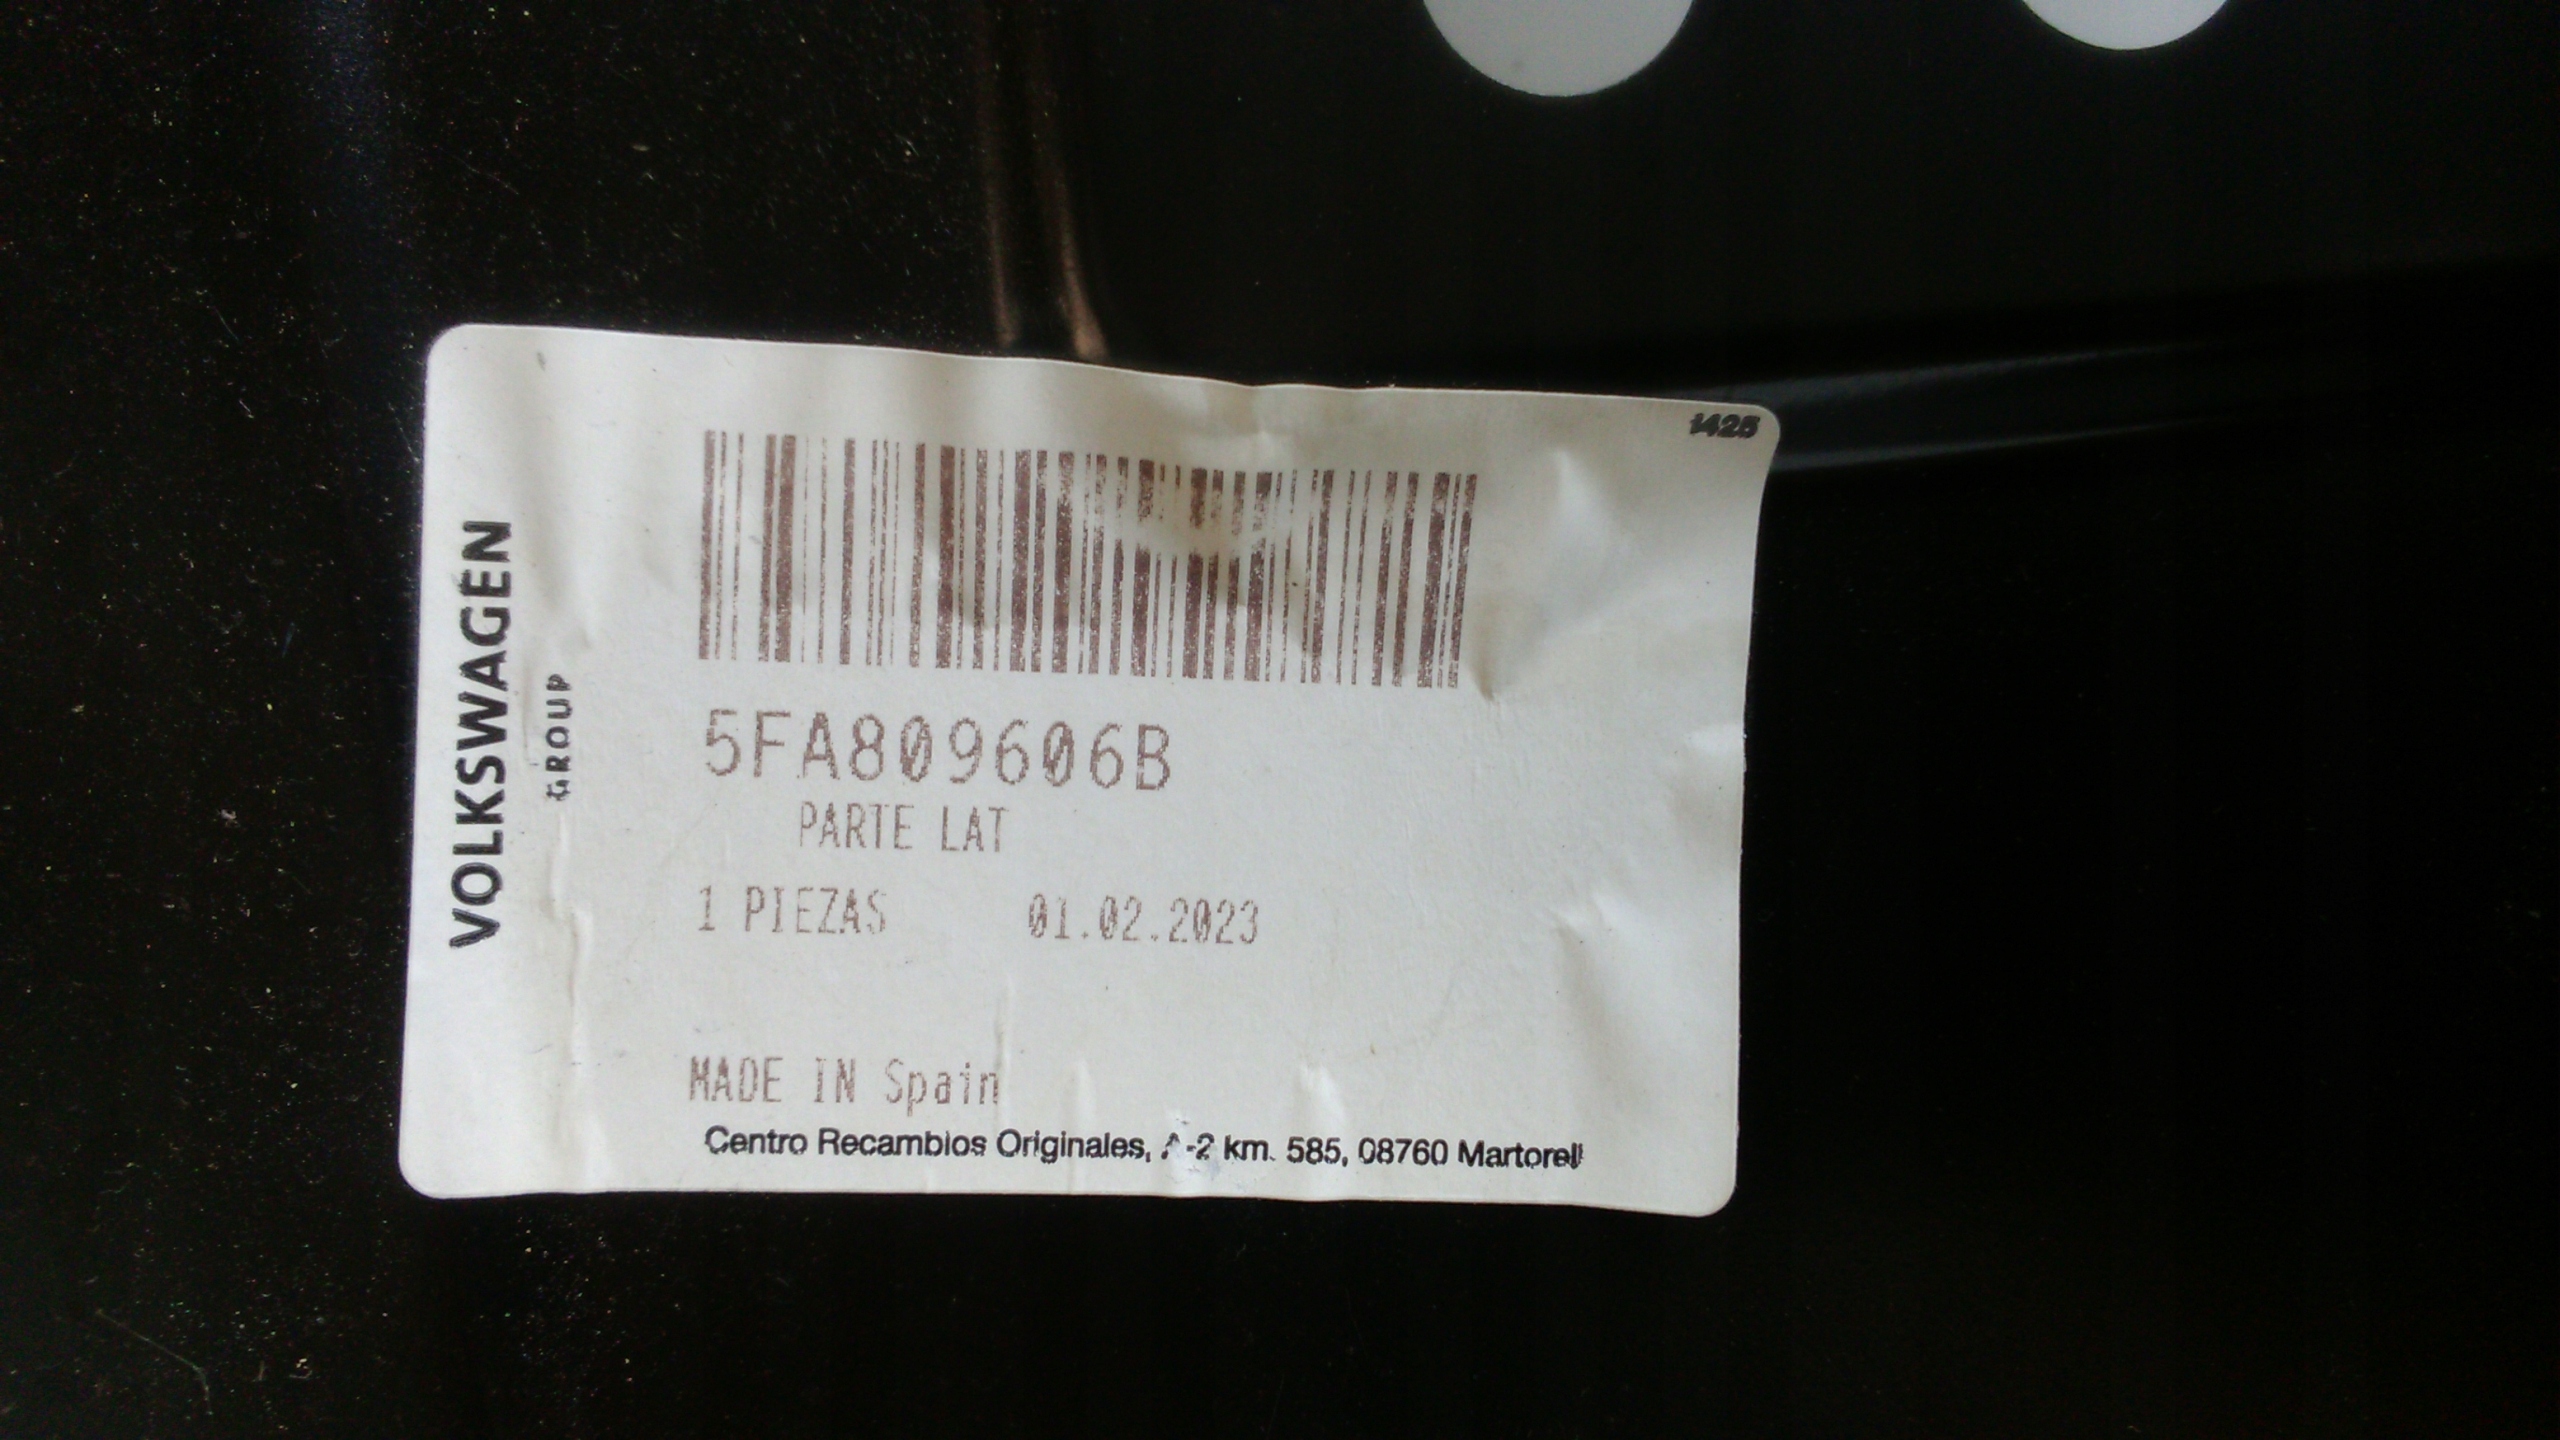 1425
VOLKSWAGEN
GROUP
5FA809606B
PARTE LAT
1 PIEZAS 01.02.2023
MADE IN Spain
Centro Recambios Originales, A-2 km. 585, 08760 Martorell